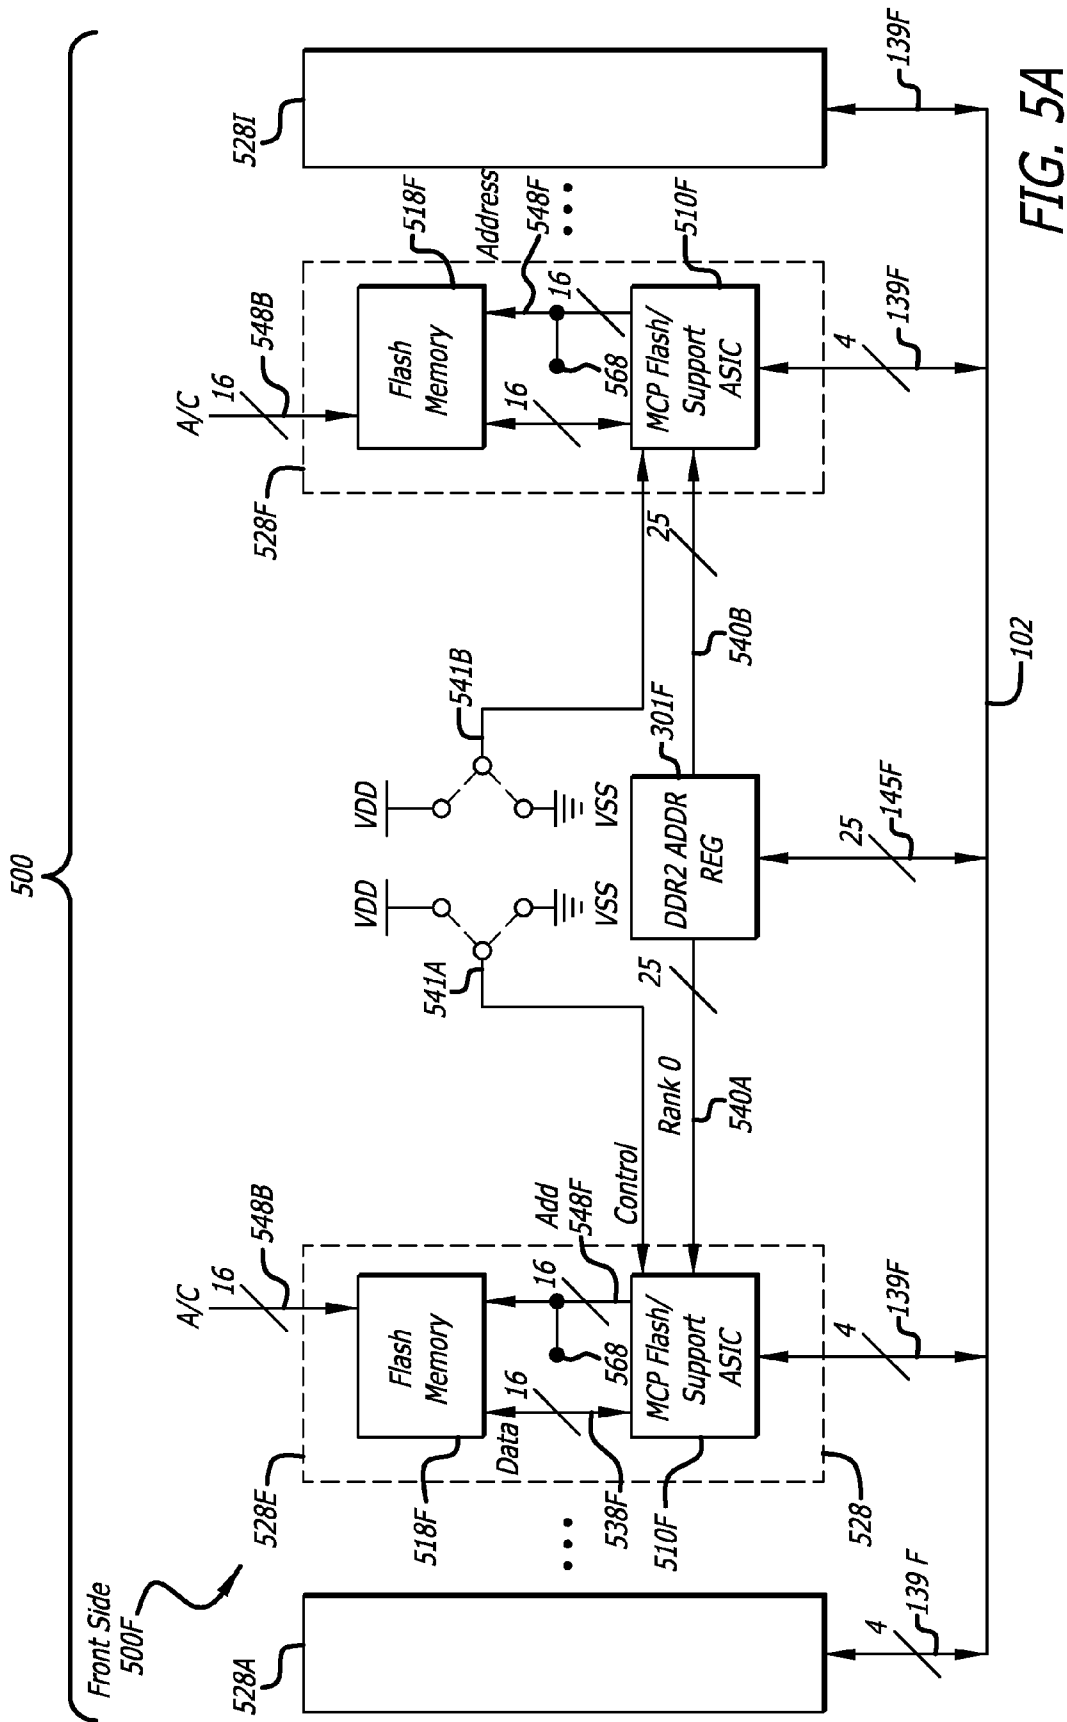 500
Front Side
500F
528A
4
139 F
528E
A/C
16
548B
Flash
Memory
518F
Data
16
538F
568
16
Add
548F
MCP Flash/
Support
ASIC
510F
528
4
139F
Control
Rank 0
540A
25
541A
VDD
VSS
VDD
VSS
541B
DDR2 ADDR
REG
301F
25
145F
540B
25
102
528F
A/C
16
548B
Flash
Memory
518F
Address
548F
16
16
568
MCP Flash/
Support
ASIC
510F
4
139F
528I
139F
FIG. 5A